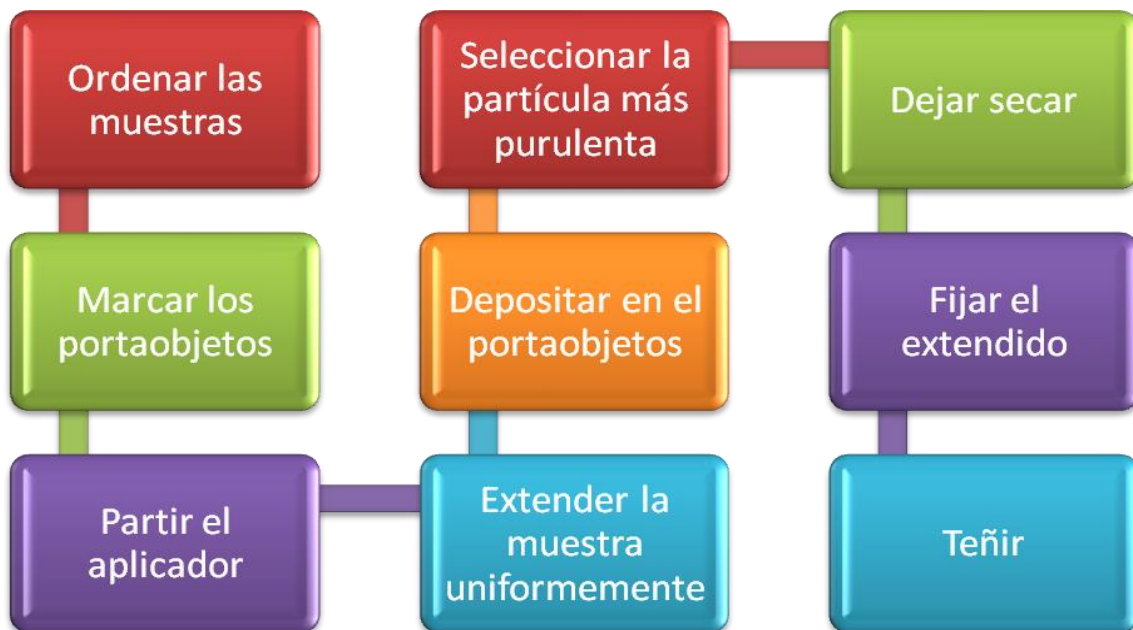 Ordenar las
muestras
Marcar los
portaobjetos
Partir el
aplicador
Extender la
muestra
uniformemente
Depositar en el
portaobjetos
Seleccionar la
partícula más
purulenta
Dejar secar
Fijar el
extendido
Teñir